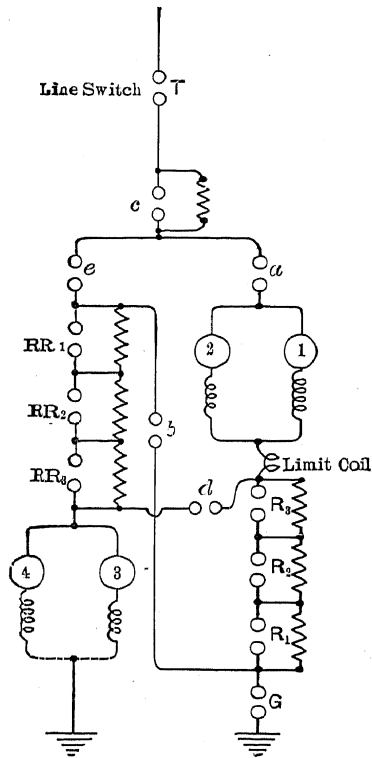 Line Switch T
c
e
a
RR1
2
1
RR2
b
Limit Coil
RR3
d
R3
4
3
R2
R1
G